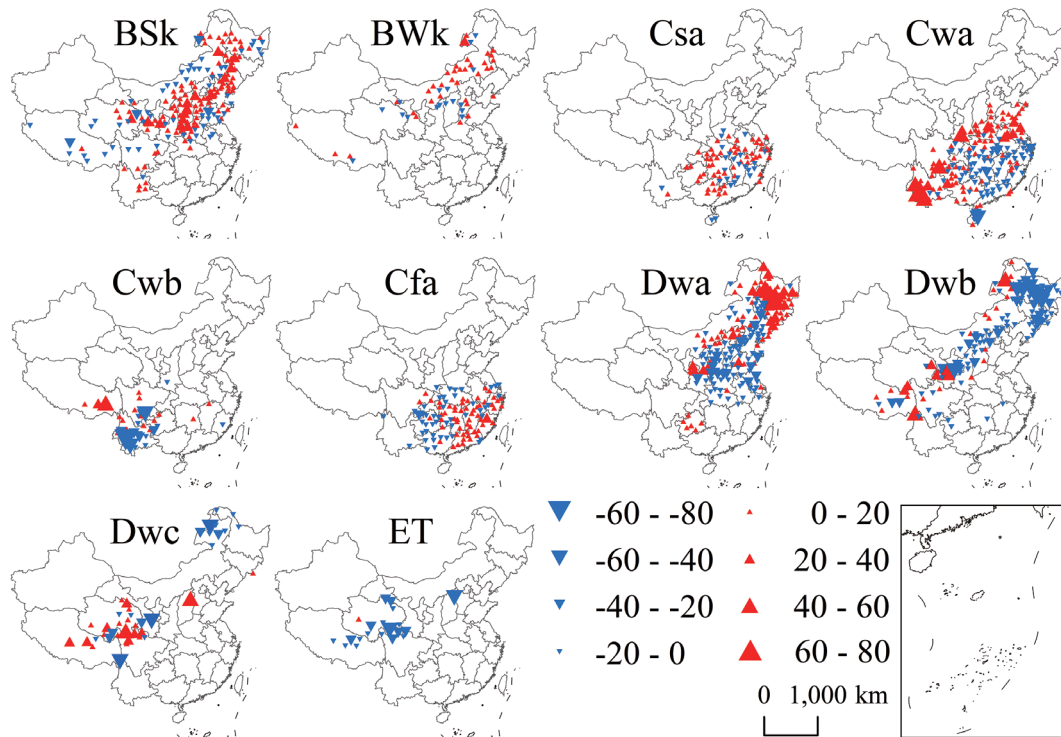 BSk
BWk
Csa
Cwa
Cwb
Cfa
Dwa
Dwb
Dwc
ET
-60 - -80
-60 - -40
-40 - -20
-20 - 0
0 - 20
20 - 40
40 - 60
60 - 80
0 1,000 km